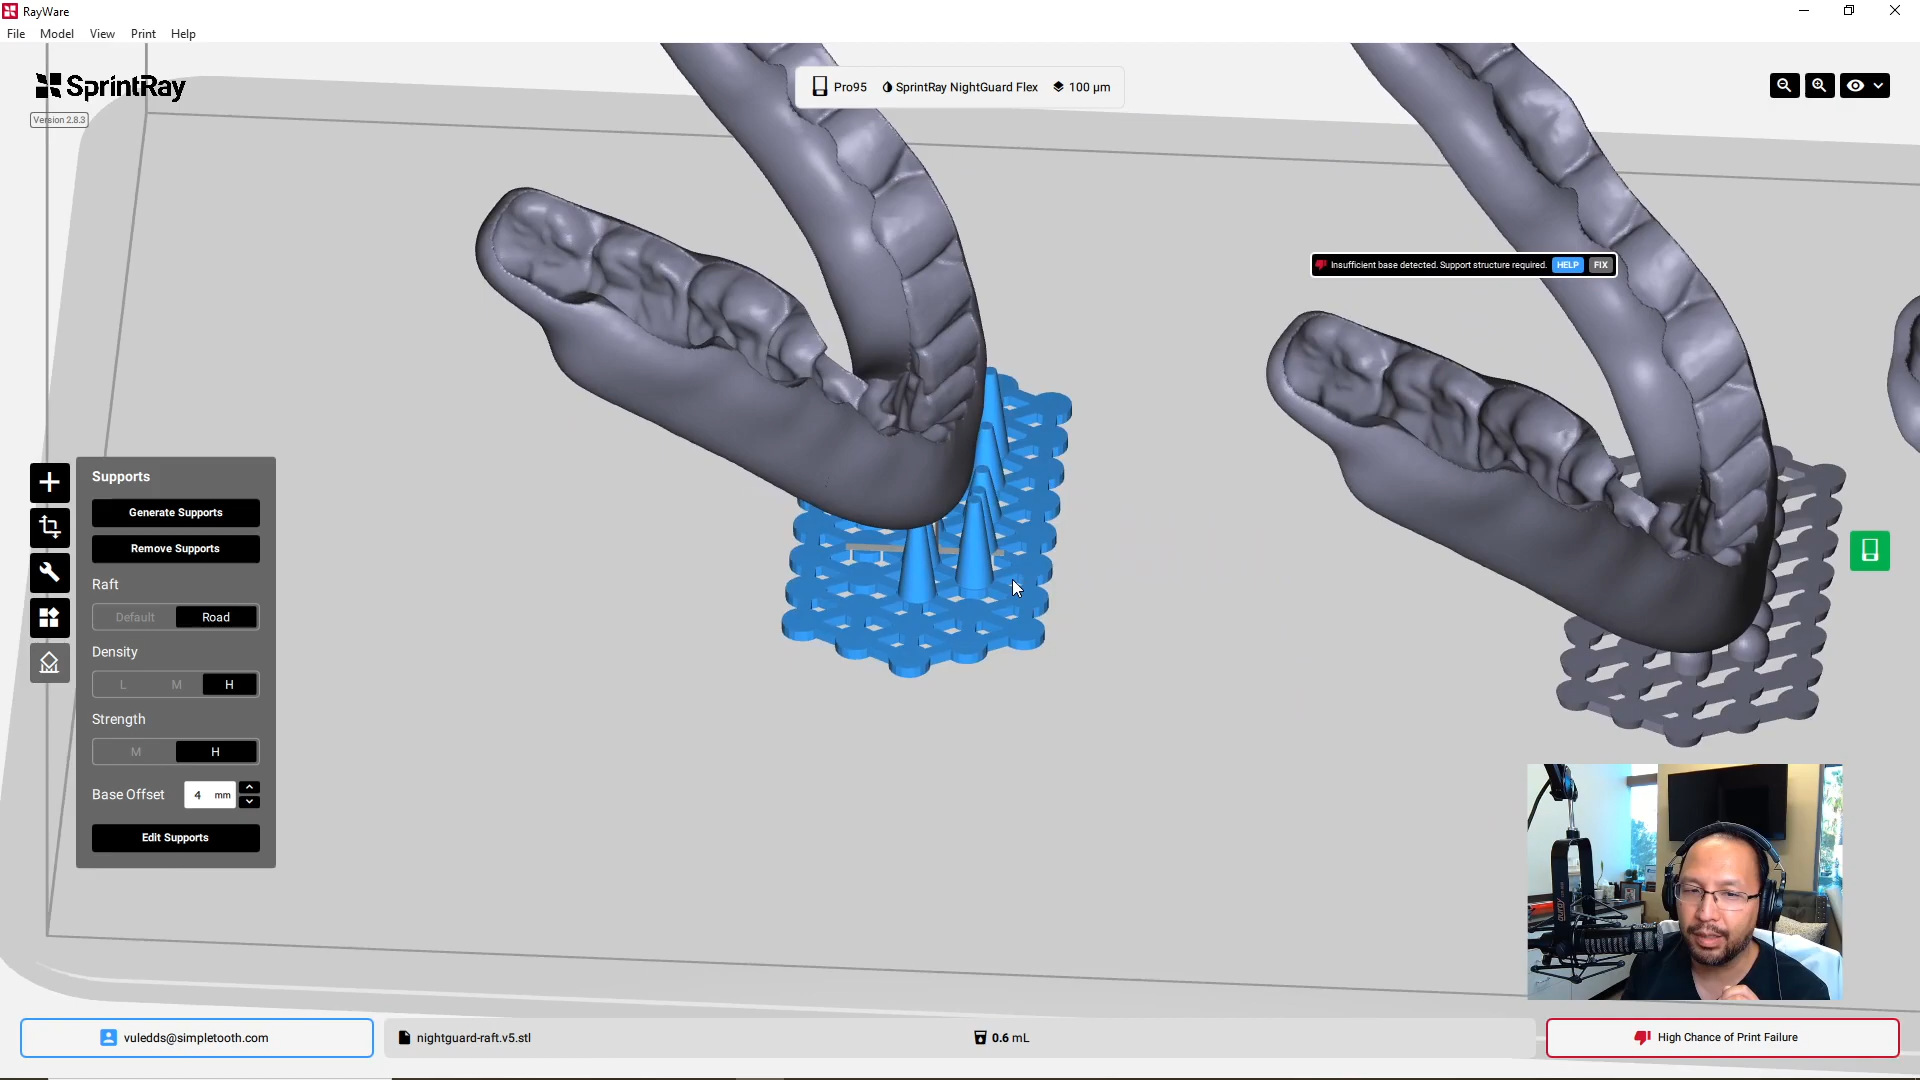 RayWare
File Model View Print Help
SprintRay
Version 2.8.3
Pro95 SprintRay NightGuard Flex 100 µm
Insufficient base detected. Support structure required. HELP FIX
Supports
Generate Supports
Remove Supports
Raft
Default Road
Density
L M H
Strength
M H
Base Offset 4 mm
Edit Supports
vuledds@simpletooth.com
nightguard-raft.v5.stl
0.6 mL
High Chance of Print Failure